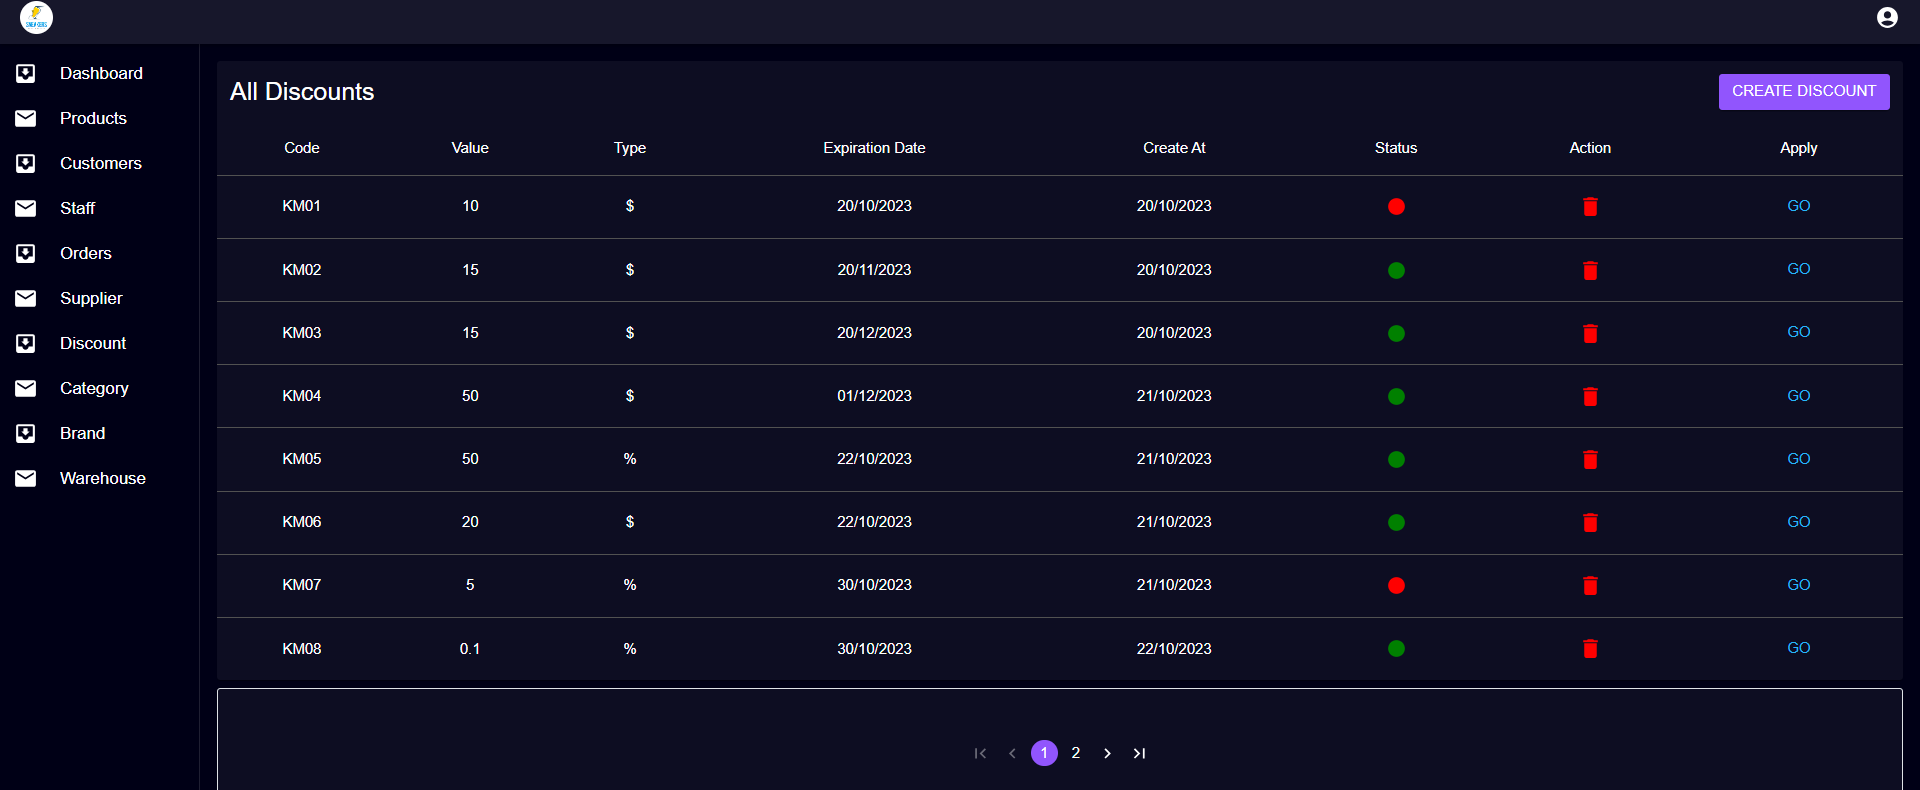 Dashboard
Products
Customers
Staff
Orders
Supplier
Discount
Category
Brand
Warehouse
All Discounts
CREATE DISCOUNT
Code Value Type Expiration Date Create At Status Action Apply
KM01 10 $ 20/10/2023 20/10/2023 GO
KM02 15 $ 20/11/2023 20/10/2023 GO
KM03 15 $ 20/12/2023 20/10/2023 GO
KM04 50 $ 01/12/2023 21/10/2023 GO
KM05 50 % 22/10/2023 21/10/2023 GO
KM06 20 $ 22/10/2023 21/10/2023 GO
KM07 5 % 30/10/2023 21/10/2023 GO
KM08 0.1 % 30/10/2023 22/10/2023 GO
1 2